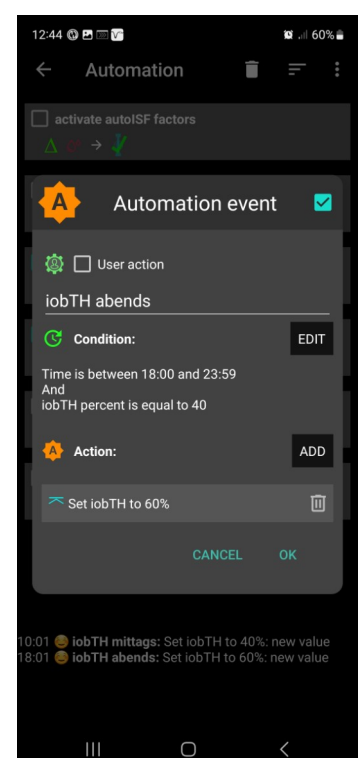 12:44
60%
Automation
activate autoISF factors
Automation event
User action
iobTH abends
Condition:
EDIT
Time is between 18:00 and 23:59
And
iobTH percent is equal to 40
Action:
ADD
Set iobTH to 60%
CANCEL
OK
10:01 😄 iobTH mittags: Set iobTH to 40%: new value
18:01 😄 iobTH abends: Set iobTH to 60%: new value